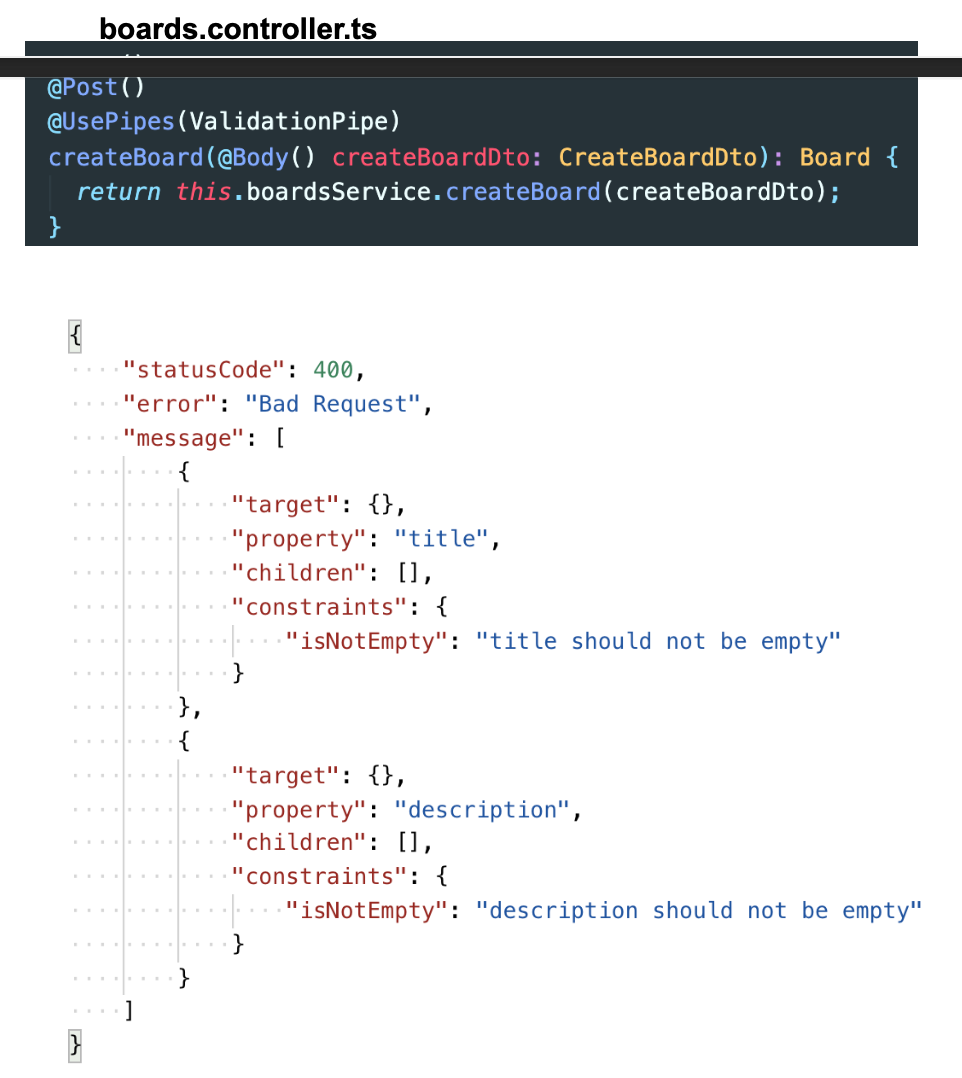 boards.controller.ts
@Post()
@UsePipes(ValidationPipe)
createBoard(@Body() createBoardDto: CreateBoardDto): Board {
return this.boardsService.createBoard(createBoardDto);
}
{
"statusCode": 400,
"error": "Bad Request",
"message": [
{
"target": {},
"property": "title",
"children": [],
"constraints": {
"isNotEmpty": "title should not be empty"
}
},
{
"target": {},
"property": "description",
"children": [],
"constraints": {
"isNotEmpty": "description should not be empty"
}
}
]
}